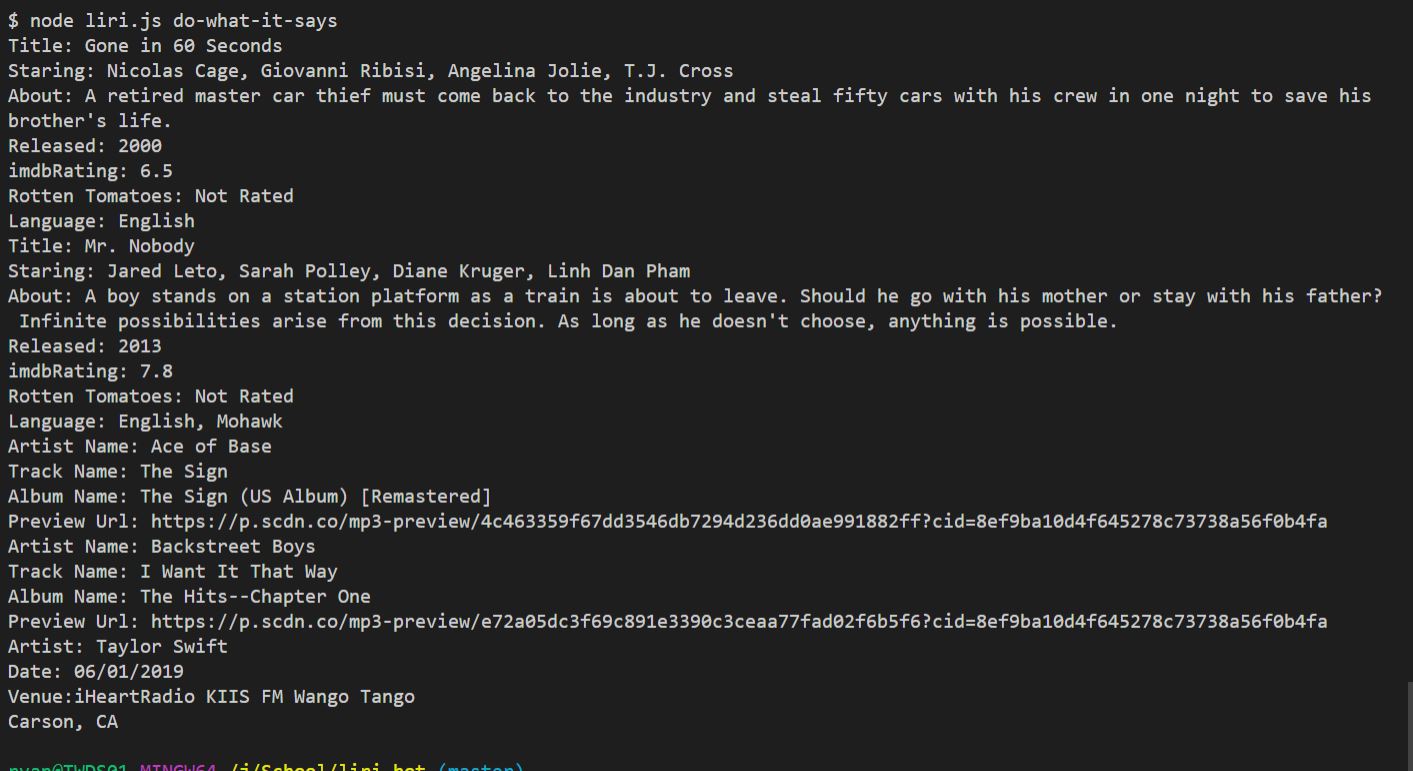 $ node liri.js do-what-it-says
Title: Gone in 60 Seconds
Staring: Nicolas Cage, Giovanni Ribisi, Angelina Jolie, T.J. Cross
About: A retired master car thief must come back to the industry and steal fifty cars with his crew in one night to save his
brother's life.
Released: 2000
imdbRating: 6.5
Rotten Tomatoes: Not Rated
Language: English
Title: Mr. Nobody
Staring: Jared Leto, Sarah Polley, Diane Kruger, Linh Dan Pham
About: A boy stands on a station platform as a train is about to leave. Should he go with his mother or stay with his father?
 Infinite possibilities arise from this decision. As long as he doesn't choose, anything is possible.
Released: 2013
imdbRating: 7.8
Rotten Tomatoes: Not Rated
Language: English, Mohawk
Artist Name: Ace of Base
Track Name: The Sign
Album Name: The Sign (US Album) [Remastered]
Preview Url: https://p.scdn.co/mp3-preview/4c463359f67dd3546db7294d236dd0ae991882ff?cid=8ef9ba10d4f645278c73738a56f0b4fa
Artist Name: Backstreet Boys
Track Name: I Want It That Way
Album Name: The Hits--Chapter One
Preview Url: https://p.scdn.co/mp3-preview/e72a05dc3f69c891e3390c3ceaa77fad02f6b5f6?cid=8ef9ba10d4f645278c73738a56f0b4fa
Artist: Taylor Swift
Date: 06/01/2019
Venue:iHeartRadio KIIS FM Wango Tango
Carson, CA
MINGW64 (master)